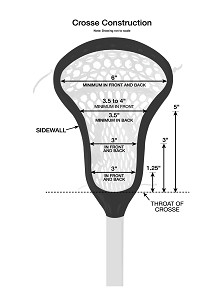 Crosse Construction
Note: Drawing not to scale
6"
MINIMUM IN FRONT AND BACK
3.5 to 4"
MINIMUM IN FRONT
3.5"
MINIMUM IN BACK
SIDEWALL
3"
IN FRONT
AND BACK
3"
IN FRONT
AND BACK
1.25"
3"
5"
THROAT OF
CROSSE